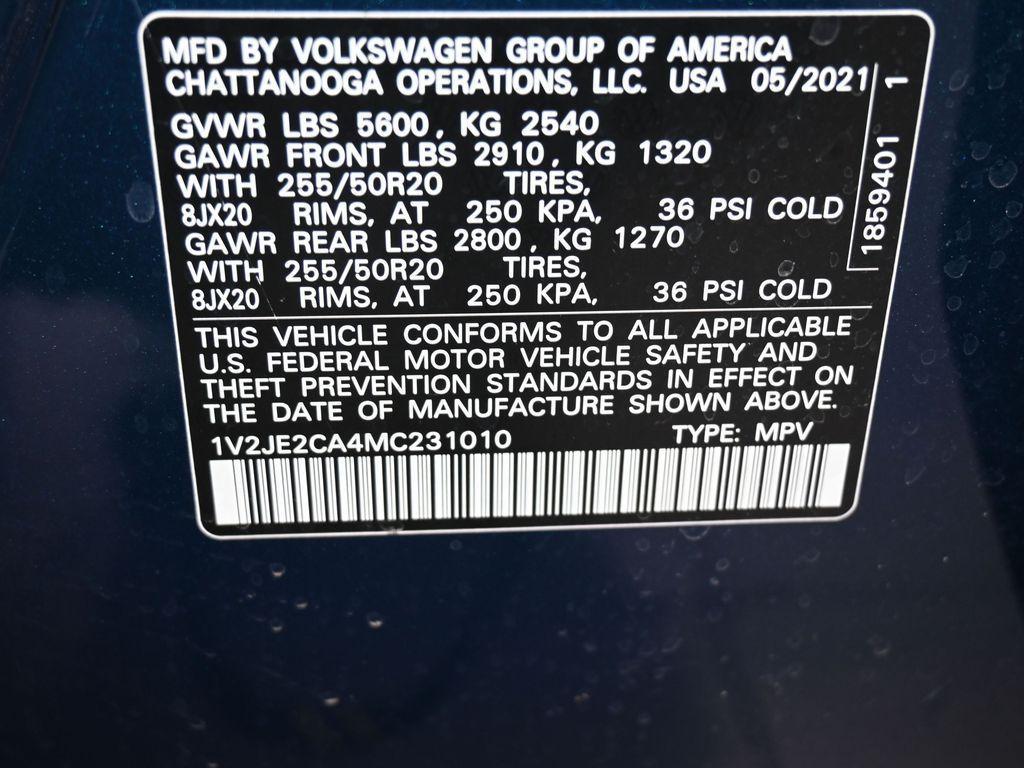 MFD BY VOLKSWAGEN GROUP OF AMERICA
CHATTANOOGA OPERATIONS, LLC. USA 05/2021
GVWR LBS 5600, KG 2540
GAWR FRONT LBS 2910, KG 1320
WITH 255/50R20 TIRES,
8JX20 RIMS, AT 250 KPA, 36 PSI COLD
GAWR REAR LBS 2800, KG 1270
WITH 255/50R20 TIRES,
8JX20 RIMS, AT 250 KPA, 36 PSI COLD
1859401 1
THIS VEHICLE CONFORMS TO ALL APPLICABLE
U.S. FEDERAL MOTOR VEHICLE SAFETY AND
THEFT PREVENTION STANDARDS IN EFFECT ON
THE DATE OF MANUFACTURE SHOWN ABOVE.
1V2JE2CA4MC231010 TYPE: MPV